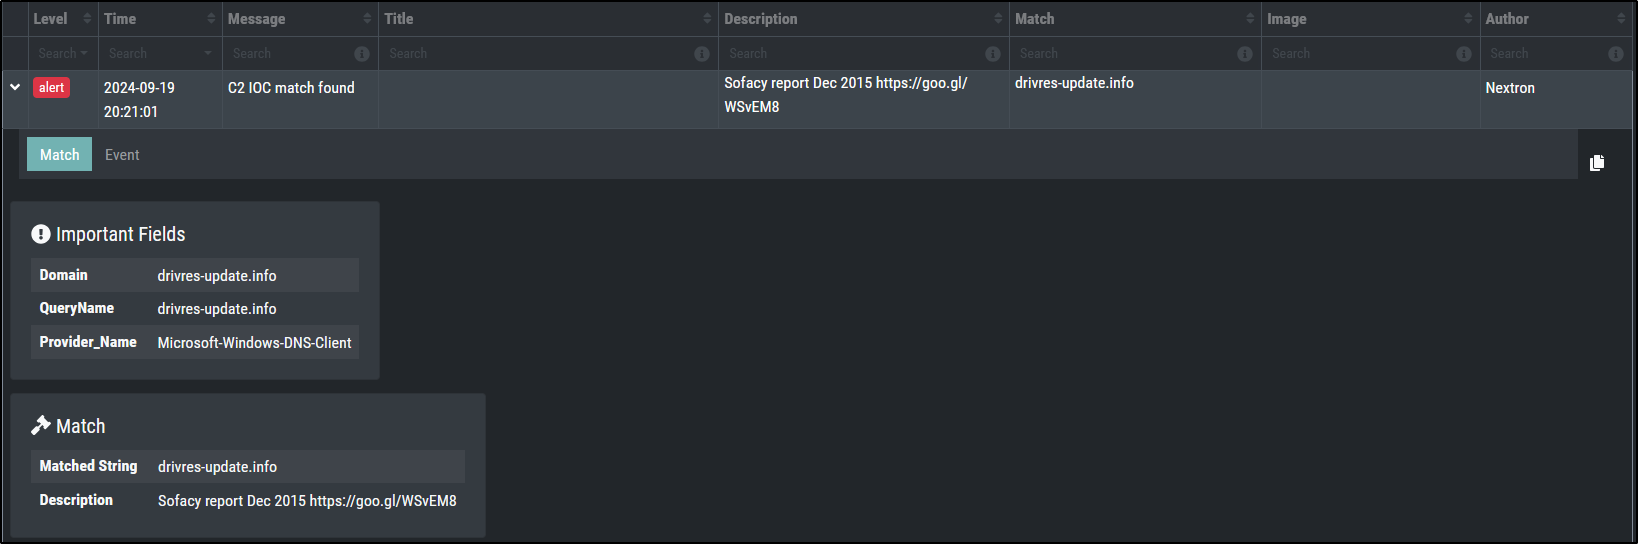 Level Time Message Title Description Match Image Author
Search Search Search Search Search Search Search Search
alert 2024-09-19 C2 IOC match found Sofacy report Dec 2015 https://goo.gl/ drivres-update.info Nextron
20:21:01 WSvEM8
Match Event
Important Fields
Domain drivres-update.info
QueryName drivres-update.info
Provider_Name Microsoft-Windows-DNS-Client
Match
Matched String drivres-update.info
Description Sofacy report Dec 2015 https://goo.gl/WSvEM8